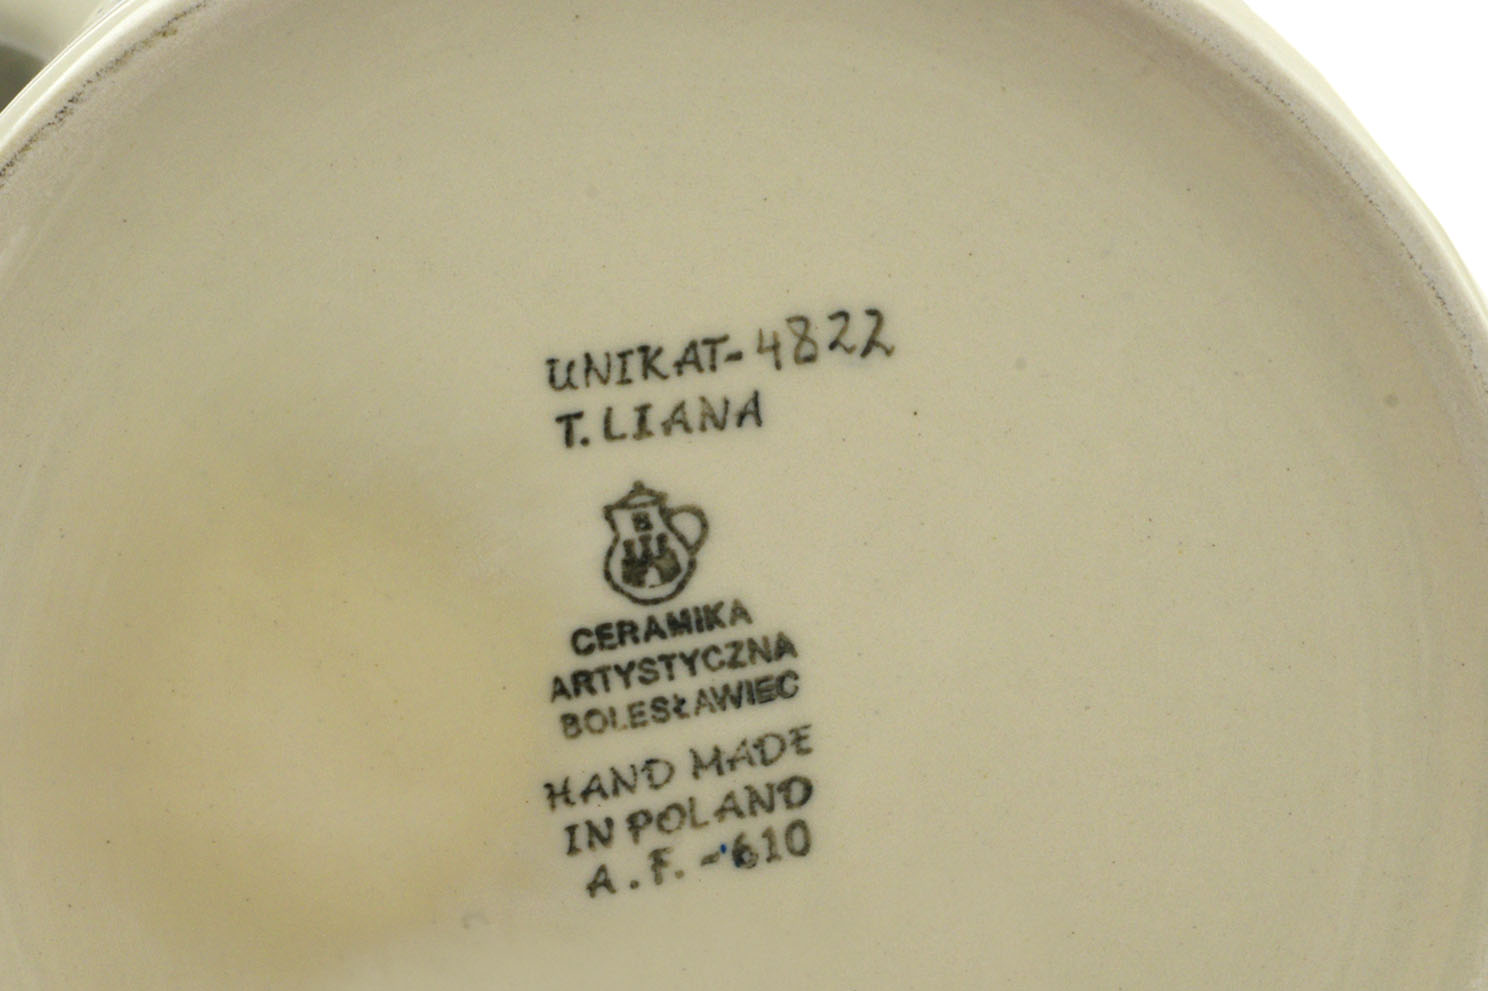 UNIKAT-4822
T. LIANA
B
CERAMIKA
ARTYSTYCZNA
BOLESŁAWIEC
HAND MADE
IN POLAND
A.F. -610